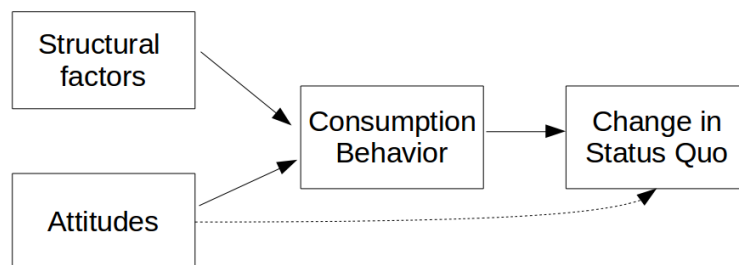 Structural
factors
Consumption
Behavior
Change in
Status Quo
Attitudes